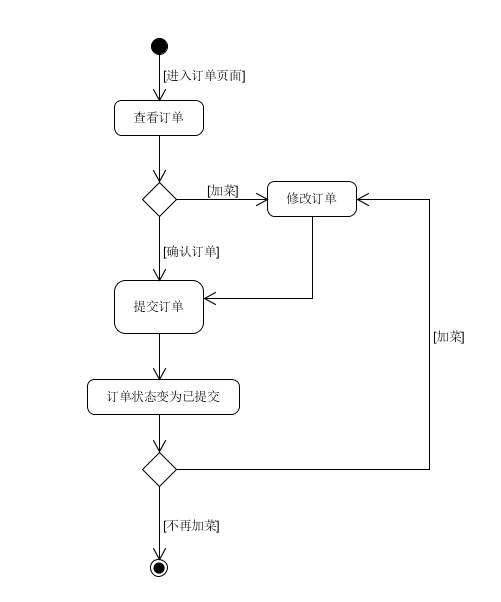 [进入订单页面]
查看订单
[加菜]
修改订单
[确认订单]
提交订单
[加菜]
订单状态变为已提交
[不再加菜]